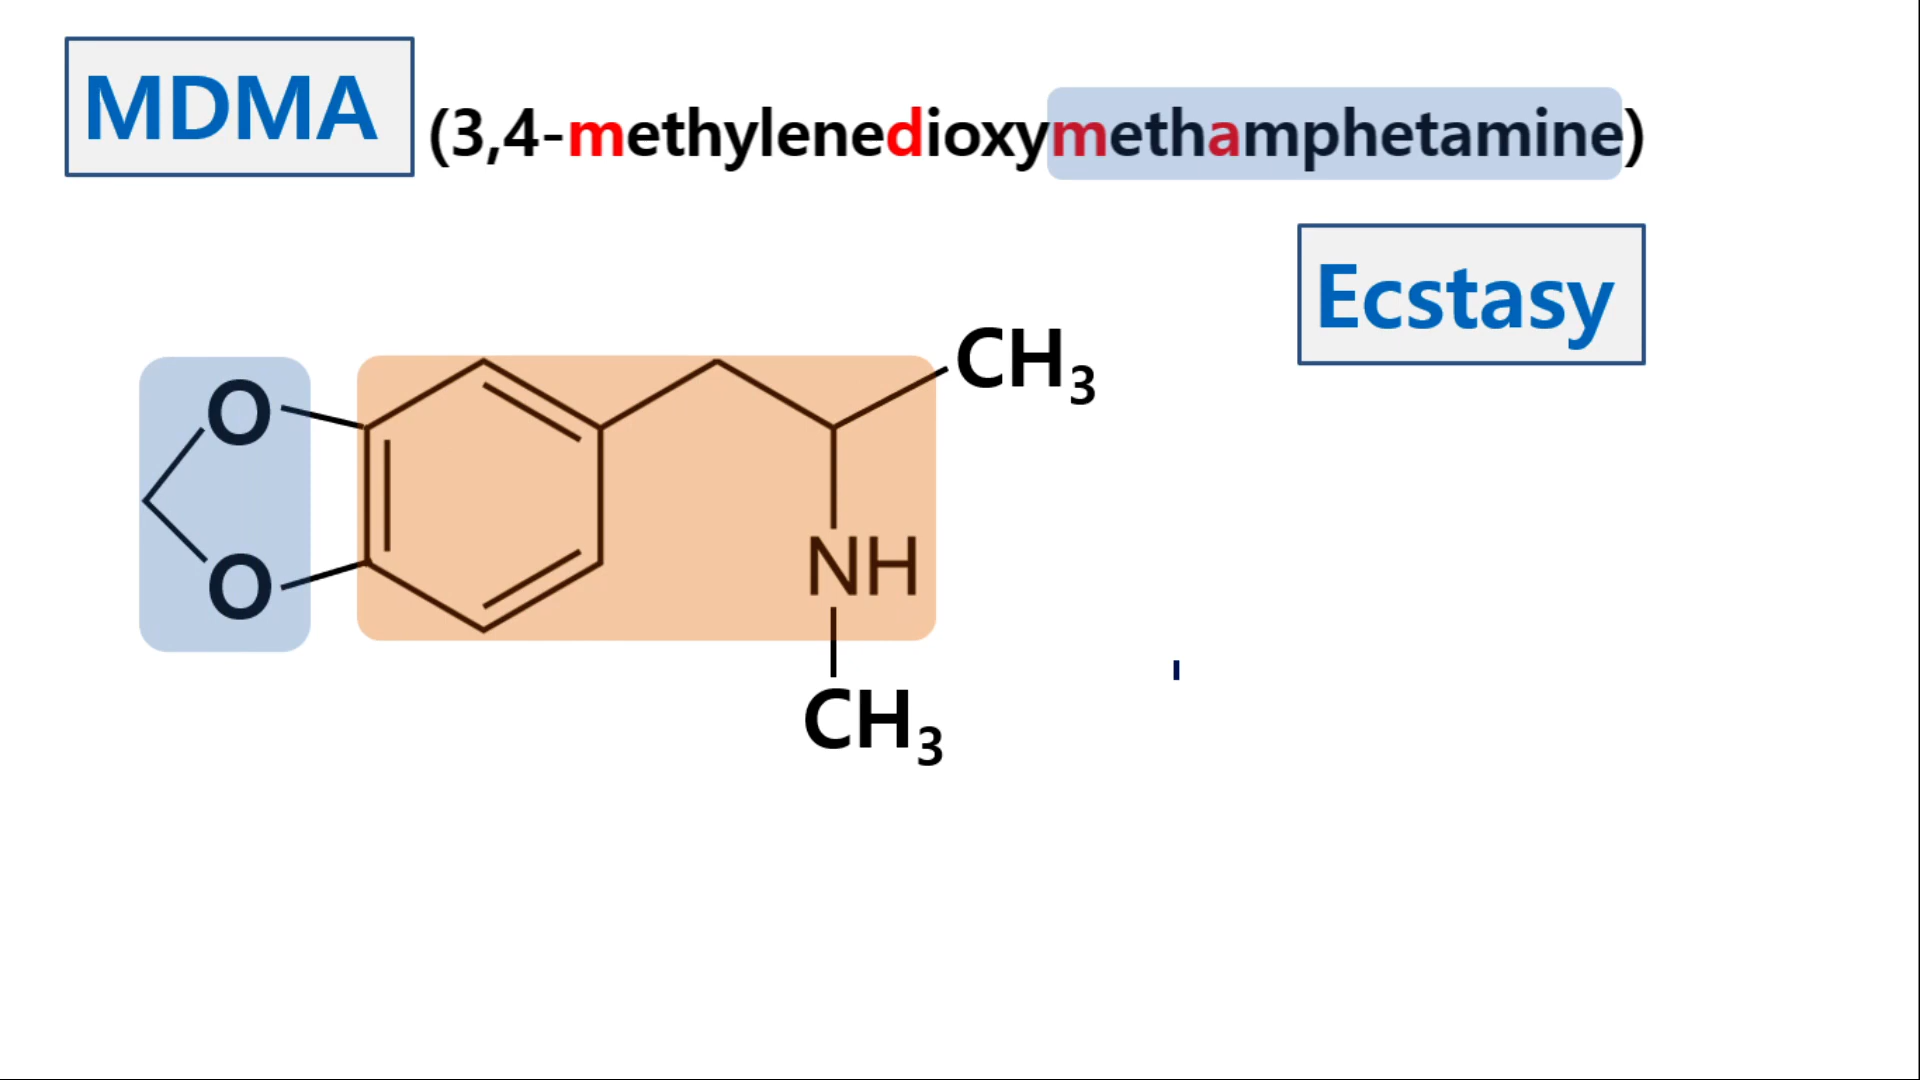 MDMA (3,4-methylenedioxymethamphetamine)
Ecstasy
CH₃
O
O
NH
CH₃